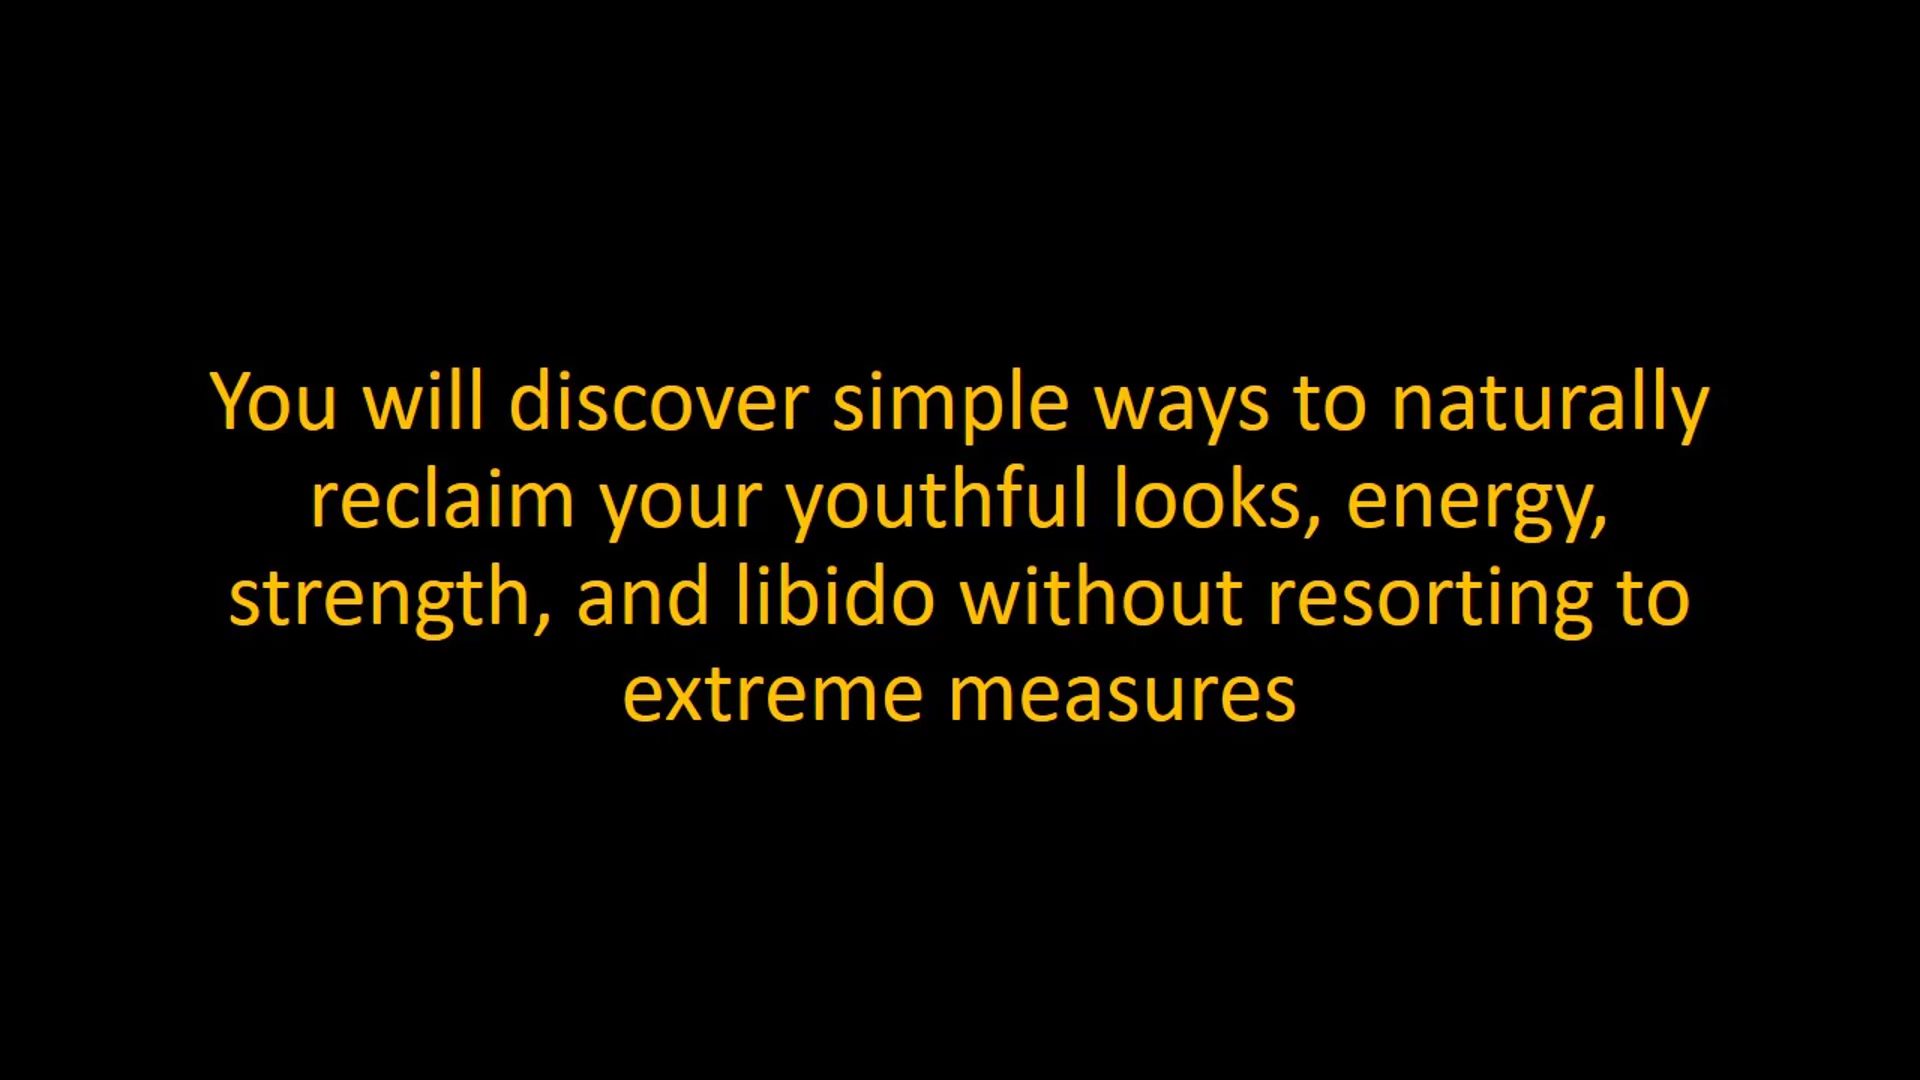 You will discover simple ways to naturally
reclaim your youthful looks, energy,
strength, and libido without resorting to
extreme measures